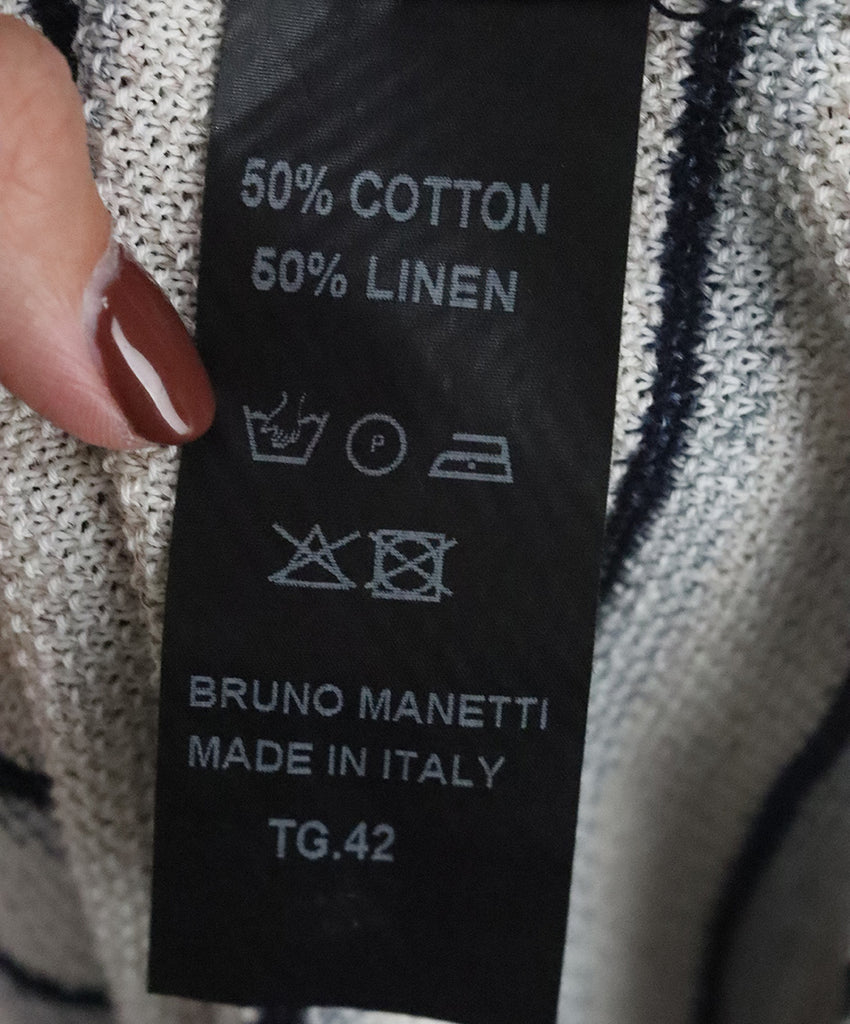 50% COTTON
50% LINEN
P
BRUNO MANETTI
MADE IN ITALY
TG.42